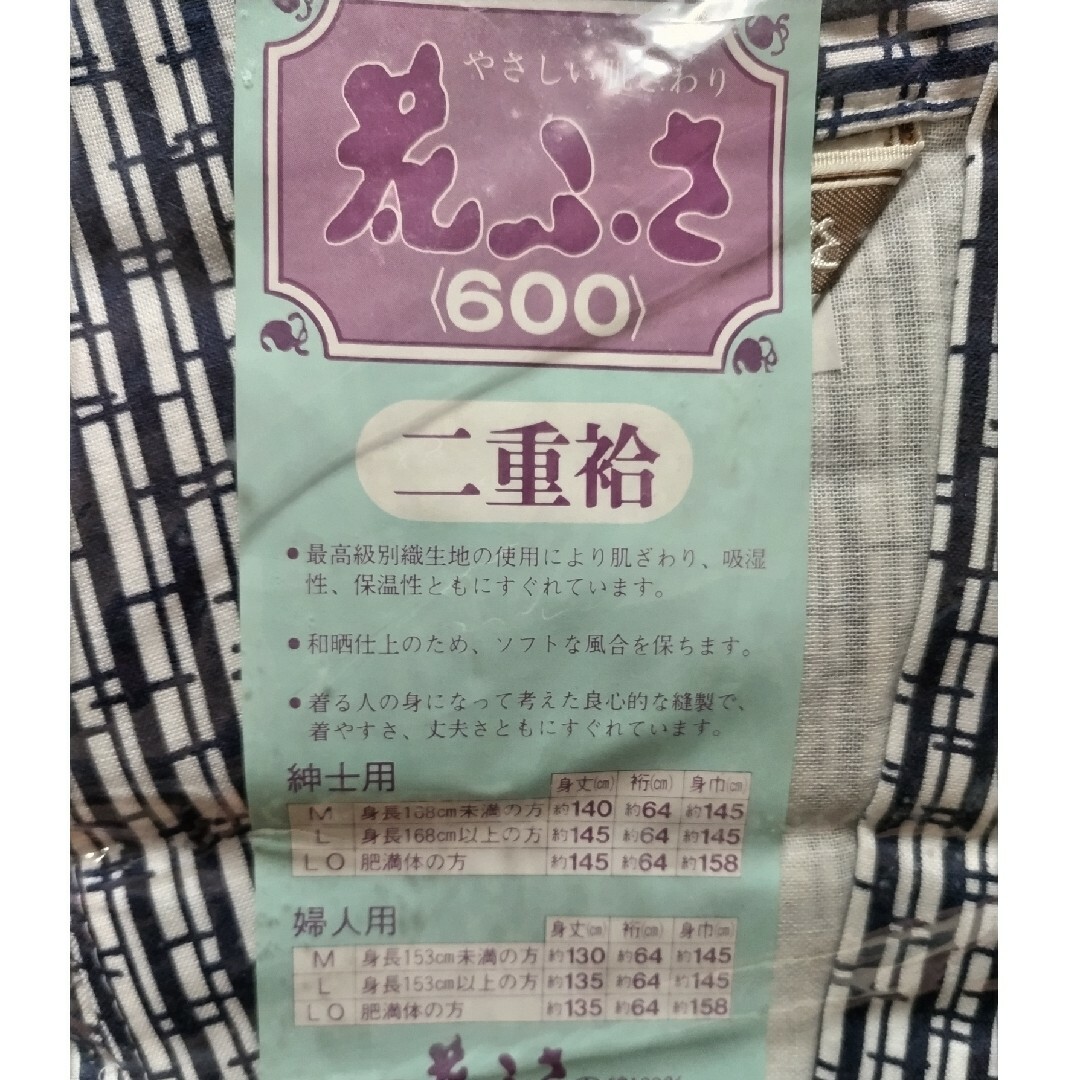 やさしい肌ざわり
花ふさ
〈600〉
二重袷
●最高級別織生地の使用により肌ざわり、吸湿
性、保温性ともにすぐれています。
●和晒仕上のため、ソフトな風合を保ちます。
●着る人の身になって考えた良心的な縫製で、
着やすさ、丈夫さともにすぐれています。
紳士用 身丈(cm) 裄(cm) 身巾(cm)
M 身長168cm未満の方 約140 約64 約145
L 身長168cm以上の方 約145 約64 約145
LO 肥満体の方 約145 約64 約158
婦人用 身丈(cm) 裄(cm) 身巾(cm)
M 身長153cm未満の方 約130 約64 約145
L 身長153cm以上の方 約135 約64 約145
LO 肥満体の方 約135 約64 約158
花ふさ